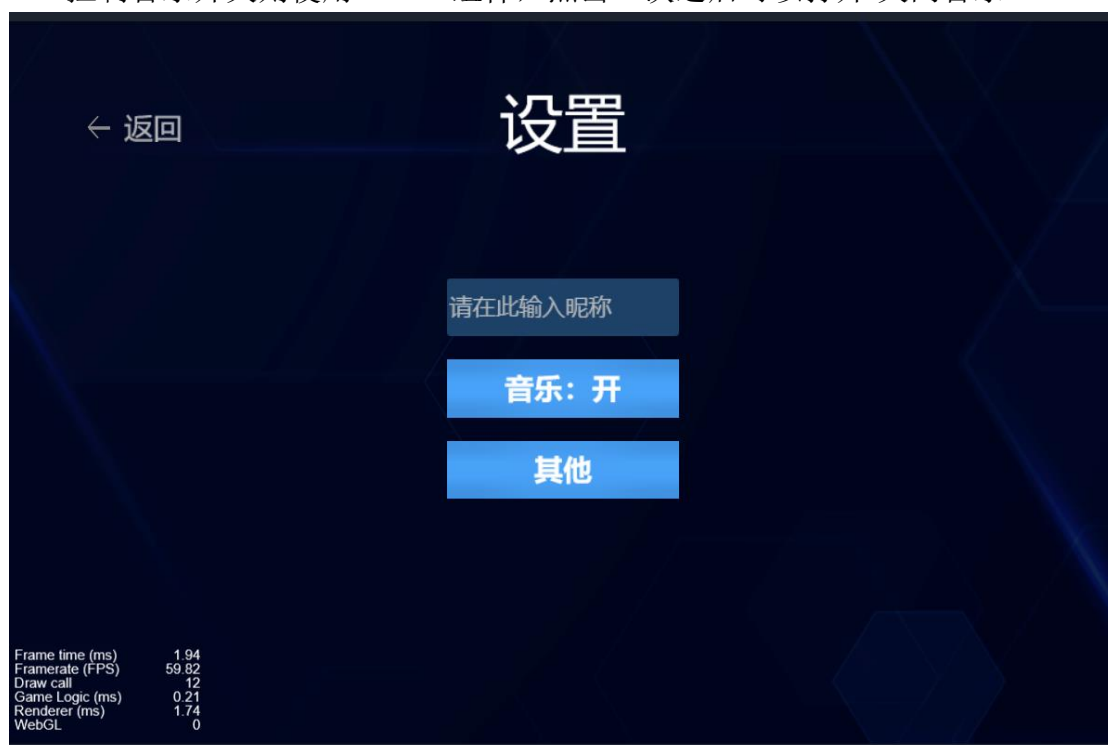 ← 返回
设置
请在此输入昵称
音乐：开
其他
Frame time (ms) 1.94
Framerate (FPS) 59.82
Draw call 12
Game Logic (ms) 0.21
Renderer (ms) 1.74
WebGL 0